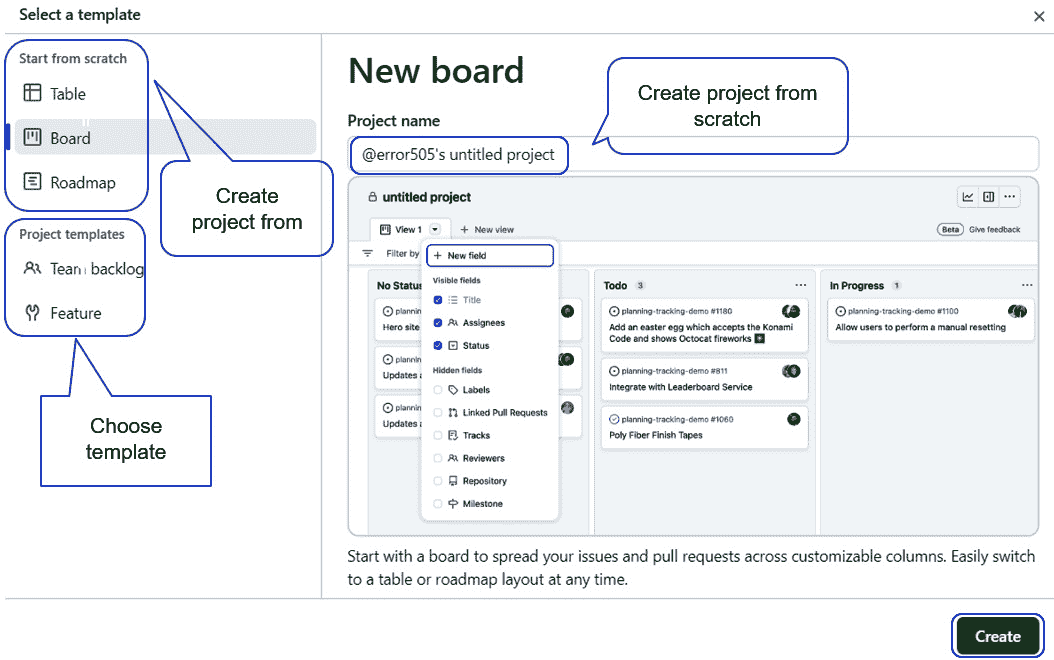 Select a template
Start from scratch
Table
Board
Roadmap
Project templates
Team backlog
Feature
Create
project from
Choose
template
New board
Create project from
scratch
Project name
@error505's untitled project
untitled project
View 1
+ New view
Beta Give feedback
Filter by
+ New field
Visible fields
Title
Assignees
Status
Hidden fields
Labels
Linked Pull Requests
Tracks
Reviewers
Repository
Milestone
No Status
Hero site
Updates
Updates
Todo 3
planning-tracking-demo #1180
Add an easter egg which accepts the Konami
Code and shows Octocat fireworks
planning-tracking-demo #811
Integrate with Leaderboard Service
planning-tracking-demo #1060
Poly Fiber Finish Tapes
In Progress 1
planning-tracking-demo #1100
Allow users to perform a manual resetting
Start with a board to spread your issues and pull requests across customizable columns. Easily switch
to a table or roadmap layout at any time.
Create